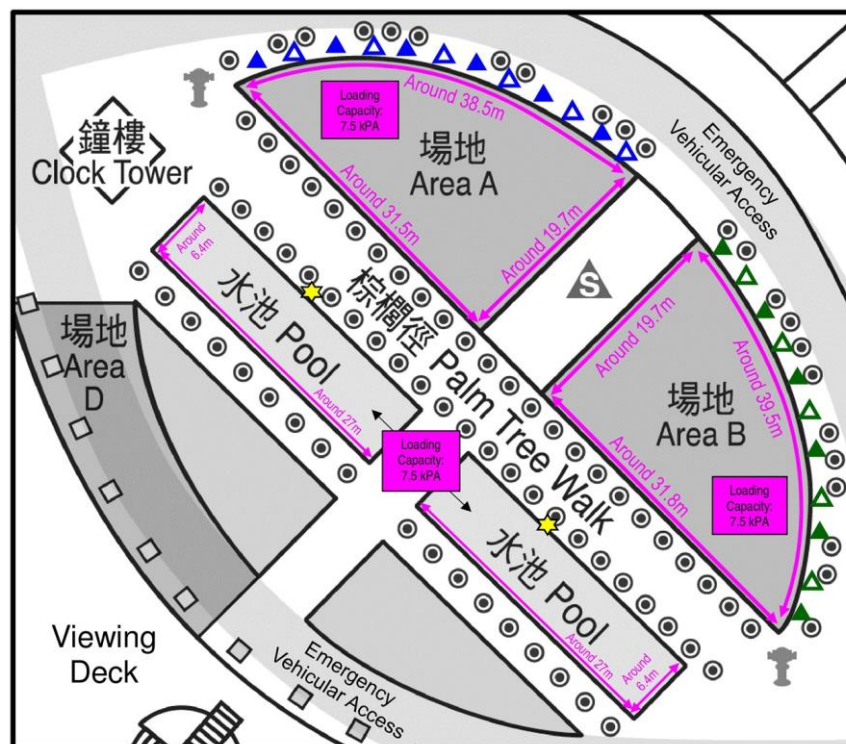 Loading
Capacity:
7.5 kPA
Around 38.5m
場地
Area A
Around 31.5m
Around 19.7m
Emergency
Vehicular Access
鐘樓
Clock Tower
Around
6.4m
水池 Pool
Around 27m
棕櫚徑 Palm Tree Walk
S
Around 19.7m
Around 39.5m
場地
Area B
Around 31.8m
Loading
Capacity:
7.5 kPA
場地
Area
D
Loading
Capacity:
7.5 kPA
水池 Pool
Around 27m
Around
6.4m
Viewing
Deck
Emergency
Vehicular Access